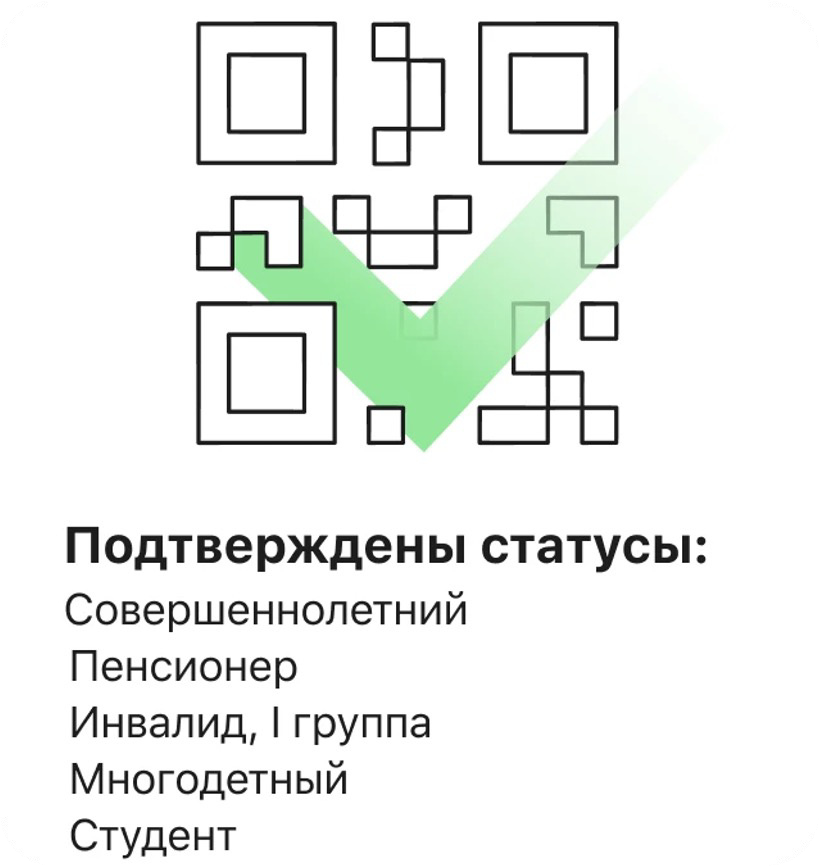 Подтверждены статусы:
Совершеннолетний
Пенсионер
Инвалид, I группа
Многодетный
Студент